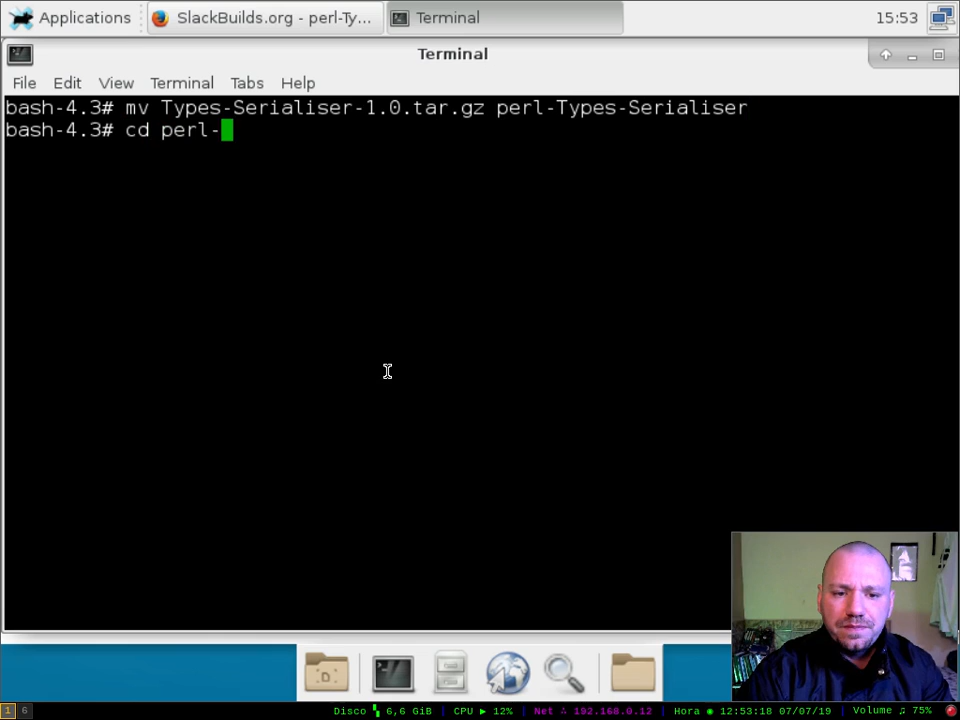 Applications
SlackBuilds.org - perl-Ty...
Terminal
15:53
Terminal
File Edit View Terminal Tabs Help
bash-4.3# mv Types-Serialiser-1.0.tar.gz perl-Types-Serialiser
bash-4.3# cd perl-
1 6 Disco 6,6 GiB | CPU ▶ 12% | Net ∴ 192.168.0.12 | Hora ◉ 12:53:18 07/07/19 | Volume ♫ 75%